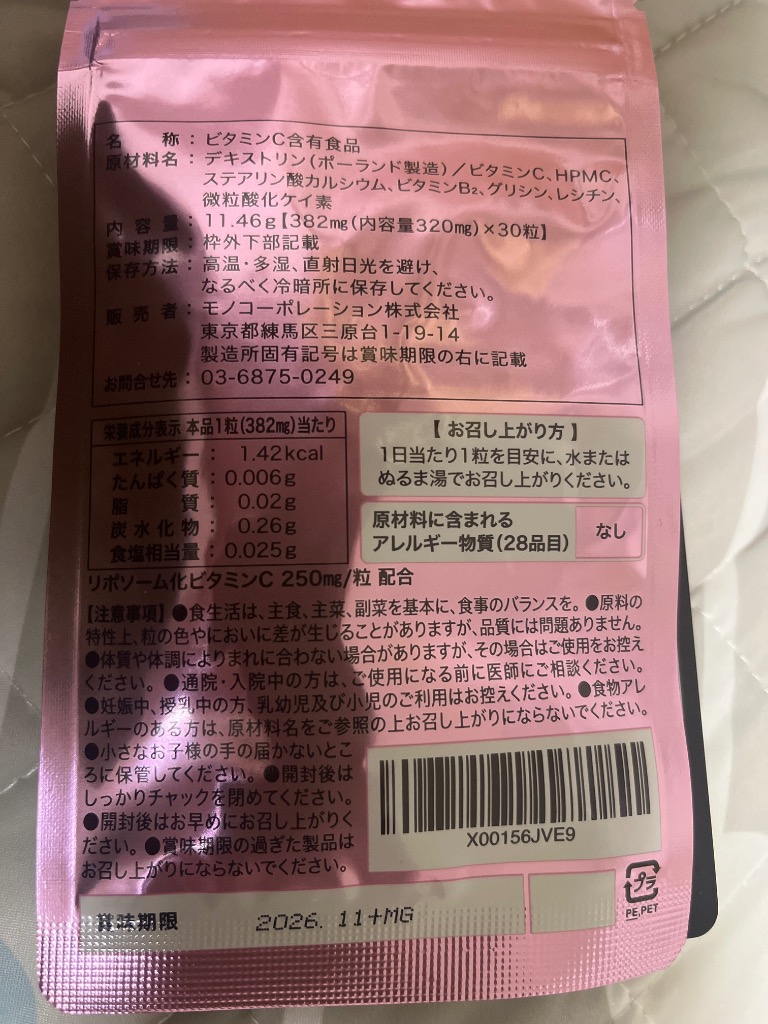 名称：ビタミンC含有食品
原材料名：デキストリン(ポーランド製造)／ビタミンC、HPMC、
ステアリン酸カルシウム、ビタミンB₂、グリシン、レシチン、
微粒酸化ケイ素
内容量：11.46g【382㎎(内容量320㎎)×30粒】
賞味期限：枠外下部記載
保存方法：高温・多湿、直射日光を避け、
なるべく冷暗所に保存してください。
販売者：モノコーポレーション株式会社
東京都練馬区三原台1-19-14
製造所固有記号は賞味期限の右に記載
お問合せ先：03-6875-0249
栄養成分表示 本品1粒(382㎎)当たり
エネルギー：1.42kcal
たんぱく質：0.006g
脂質：0.02g
炭水化物：0.26g
食塩相当量：0.025g
【お召し上がり方】
1日当たり1粒を目安に、水または
ぬるま湯でお召し上がりください。
原材料に含まれる
アレルギー物質(28品目)
なし
リポソーム化ビタミンC 250㎎/粒 配合
【注意事項】●食生活は、主食、主菜、副菜を基本に、食事のバランスを。●原料の
特性上、粒の色やにおいに差が生じることがありますが、品質には問題ありません。
●体質や体調によりまれに合わない場合がありますが、その場合はご使用をお控え
ください。●通院・入院中の方は、ご使用になる前に医師にご相談ください。
●妊娠中、授乳中の方、乳幼児及び小児のご利用はお控えください。●食物アレ
ルギーのある方は、原材料名をご参照の上お召し上がりにならないでください。
●小さなお子様の手の届かないとこ
ろに保管してください。●開封後は
しっかりチャックを閉めてください。
●開封後はお早めにお召し上がりく
ださい。●賞味期限の過ぎた製品は
お召し上がりにならないでください。
X00156JVE9
プラ
PE,PET
賞味期限 2026. 11+MG